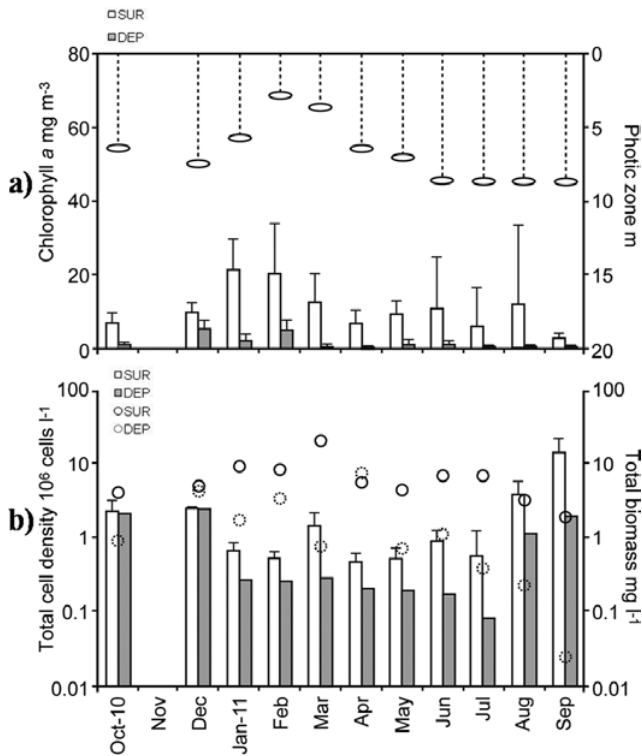 SUR
DEP
a)
Chlorophyll a mg m-3
80
60
40
20
0
0
5
10
15
20
Photic zone m
b)
Total cell density 10⁶ cells l⁻¹
100
10
1
0.1
0.01
SUR
DEP
SUR
DEP
100
10
1
0.1
0.01
Total biomass mg l⁻¹
Oct-10
Nov
Dec
Jan-11
Feb
Mar
Apr
May
Jun
Jul
Aug
Sep